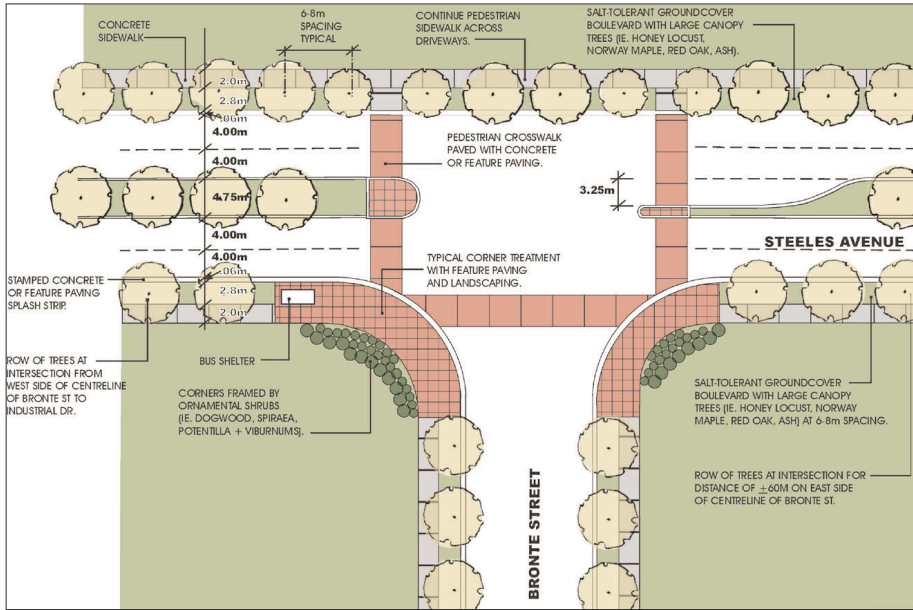 CONCRETE
SIDEWALK
6-8m
SPACING
TYPICAL
CONTINUE PEDESTRIAN
SIDEWALK ACROSS
DRIVEWAYS.
SALT-TOLERANT GROUNDCOVER
BOULEVARD WITH LARGE CANOPY
TREES (IE. HONEY LOCUST,
NORWAY MAPLE, RED OAK, ASH).
2.0m
2.8m
.06m
4.00m
4.00m
4.75m
4.00m
4.00m
.06m
2.8m
2.0m
PEDESTRIAN CROSSWALK
PAVED WITH CONCRETE
OR FEATURE PAVING.
3.25m
STEELES AVENUE
TYPICAL CORNER TREATMENT
WITH FEATURE PAVING
AND LANDSCAPING.
STAMPED CONCRETE
OR FEATURE PAVING
SPLASH STRIP.
ROW OF TREES AT
INTERSECTION FROM
WEST SIDE OF CENTRELINE
OF BRONTE ST TO
INDUSTRIAL DR.
BUS SHELTER
CORNERS FRAMED BY
ORNAMENTAL SHRUBS
(IE. DOGWOOD, SPIRAEA,
POTENTILLA + VIBURNUMS).
BRONTE STREET
SALT-TOLERANT GROUNDCOVER
BOULEVARD WITH LARGE CANOPY
TREES (IE. HONEY LOCUST, NORWAY
MAPLE, RED OAK, ASH) AT 6-8M SPACING.
ROW OF TREES AT INTERSECTION FOR
DISTANCE OF ±60M ON EAST SIDE
OF CENTRELINE OF BRONTE ST.